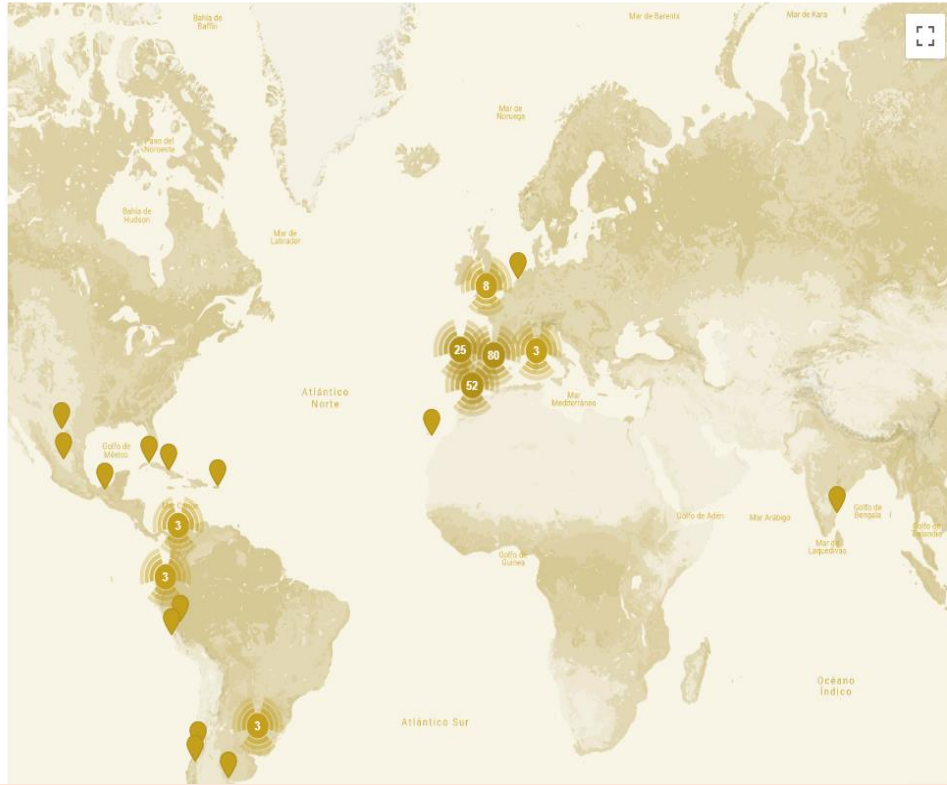 Bahía de
Baffin
Mar de Barents
Mar de Kara
Mar de
Noruega
Paso del
Noroeste
Bahía de
Hudson
Mar de
Labrador
8
25
80
3
52
Atlántico
Norte
Mar
Mediterráneo
Golfo de
México
3
Golfo de Adén
Mar Arábigo
Golfo de
Bengala
Mar de
Laquedivas
Golfo de
Guinea
3
Océano
Índico
Atlántico Sur
3